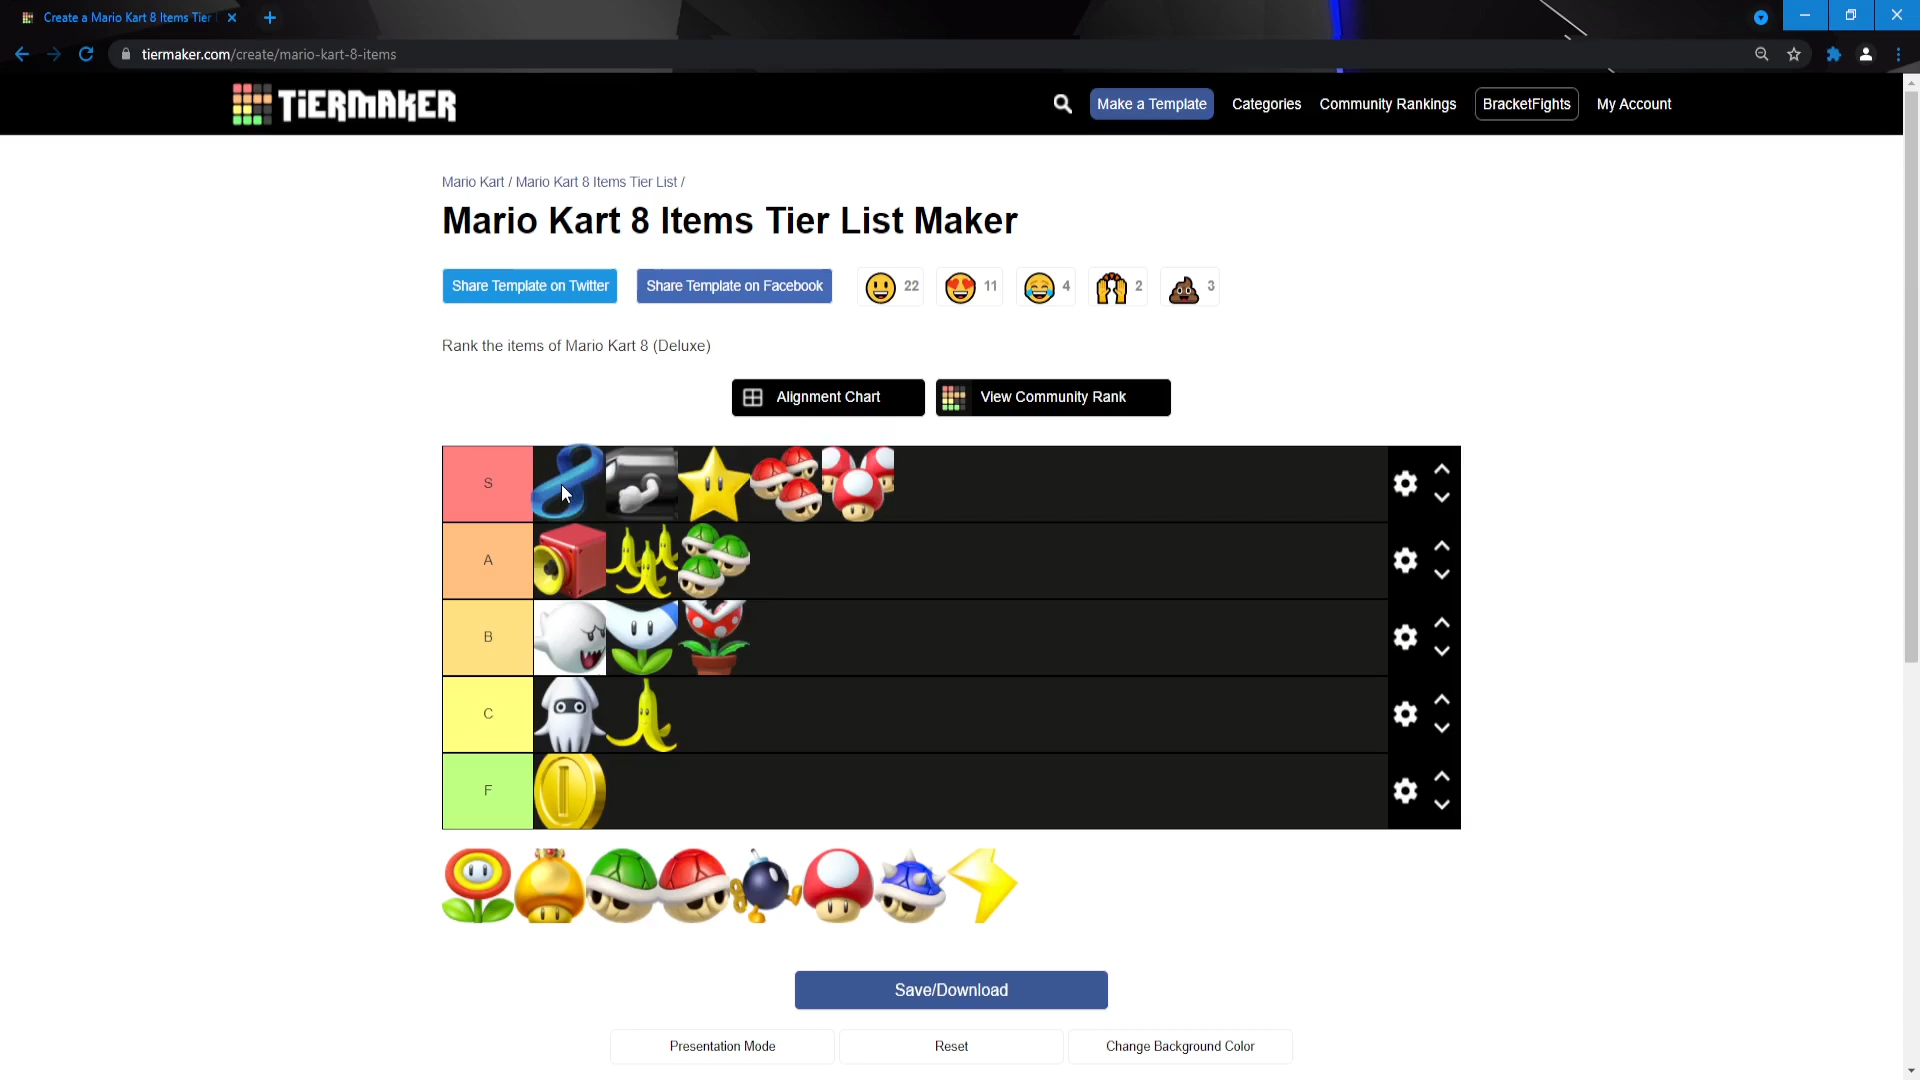 Create a Mario Kart 8 Items Tier
tiermaker.com/create/mario-kart-8-items
TiERMAKER
Make a Template
Categories
Community Rankings
BracketFights
My Account
Mario Kart / Mario Kart 8 Items Tier List /
Mario Kart 8 Items Tier List Maker
Share Template on Twitter
Share Template on Facebook
22
11
4
2
3
Rank the items of Mario Kart 8 (Deluxe)
Alignment Chart
View Community Rank
S
A
B
C
F
Save/Download
Presentation Mode
Reset
Change Background Color